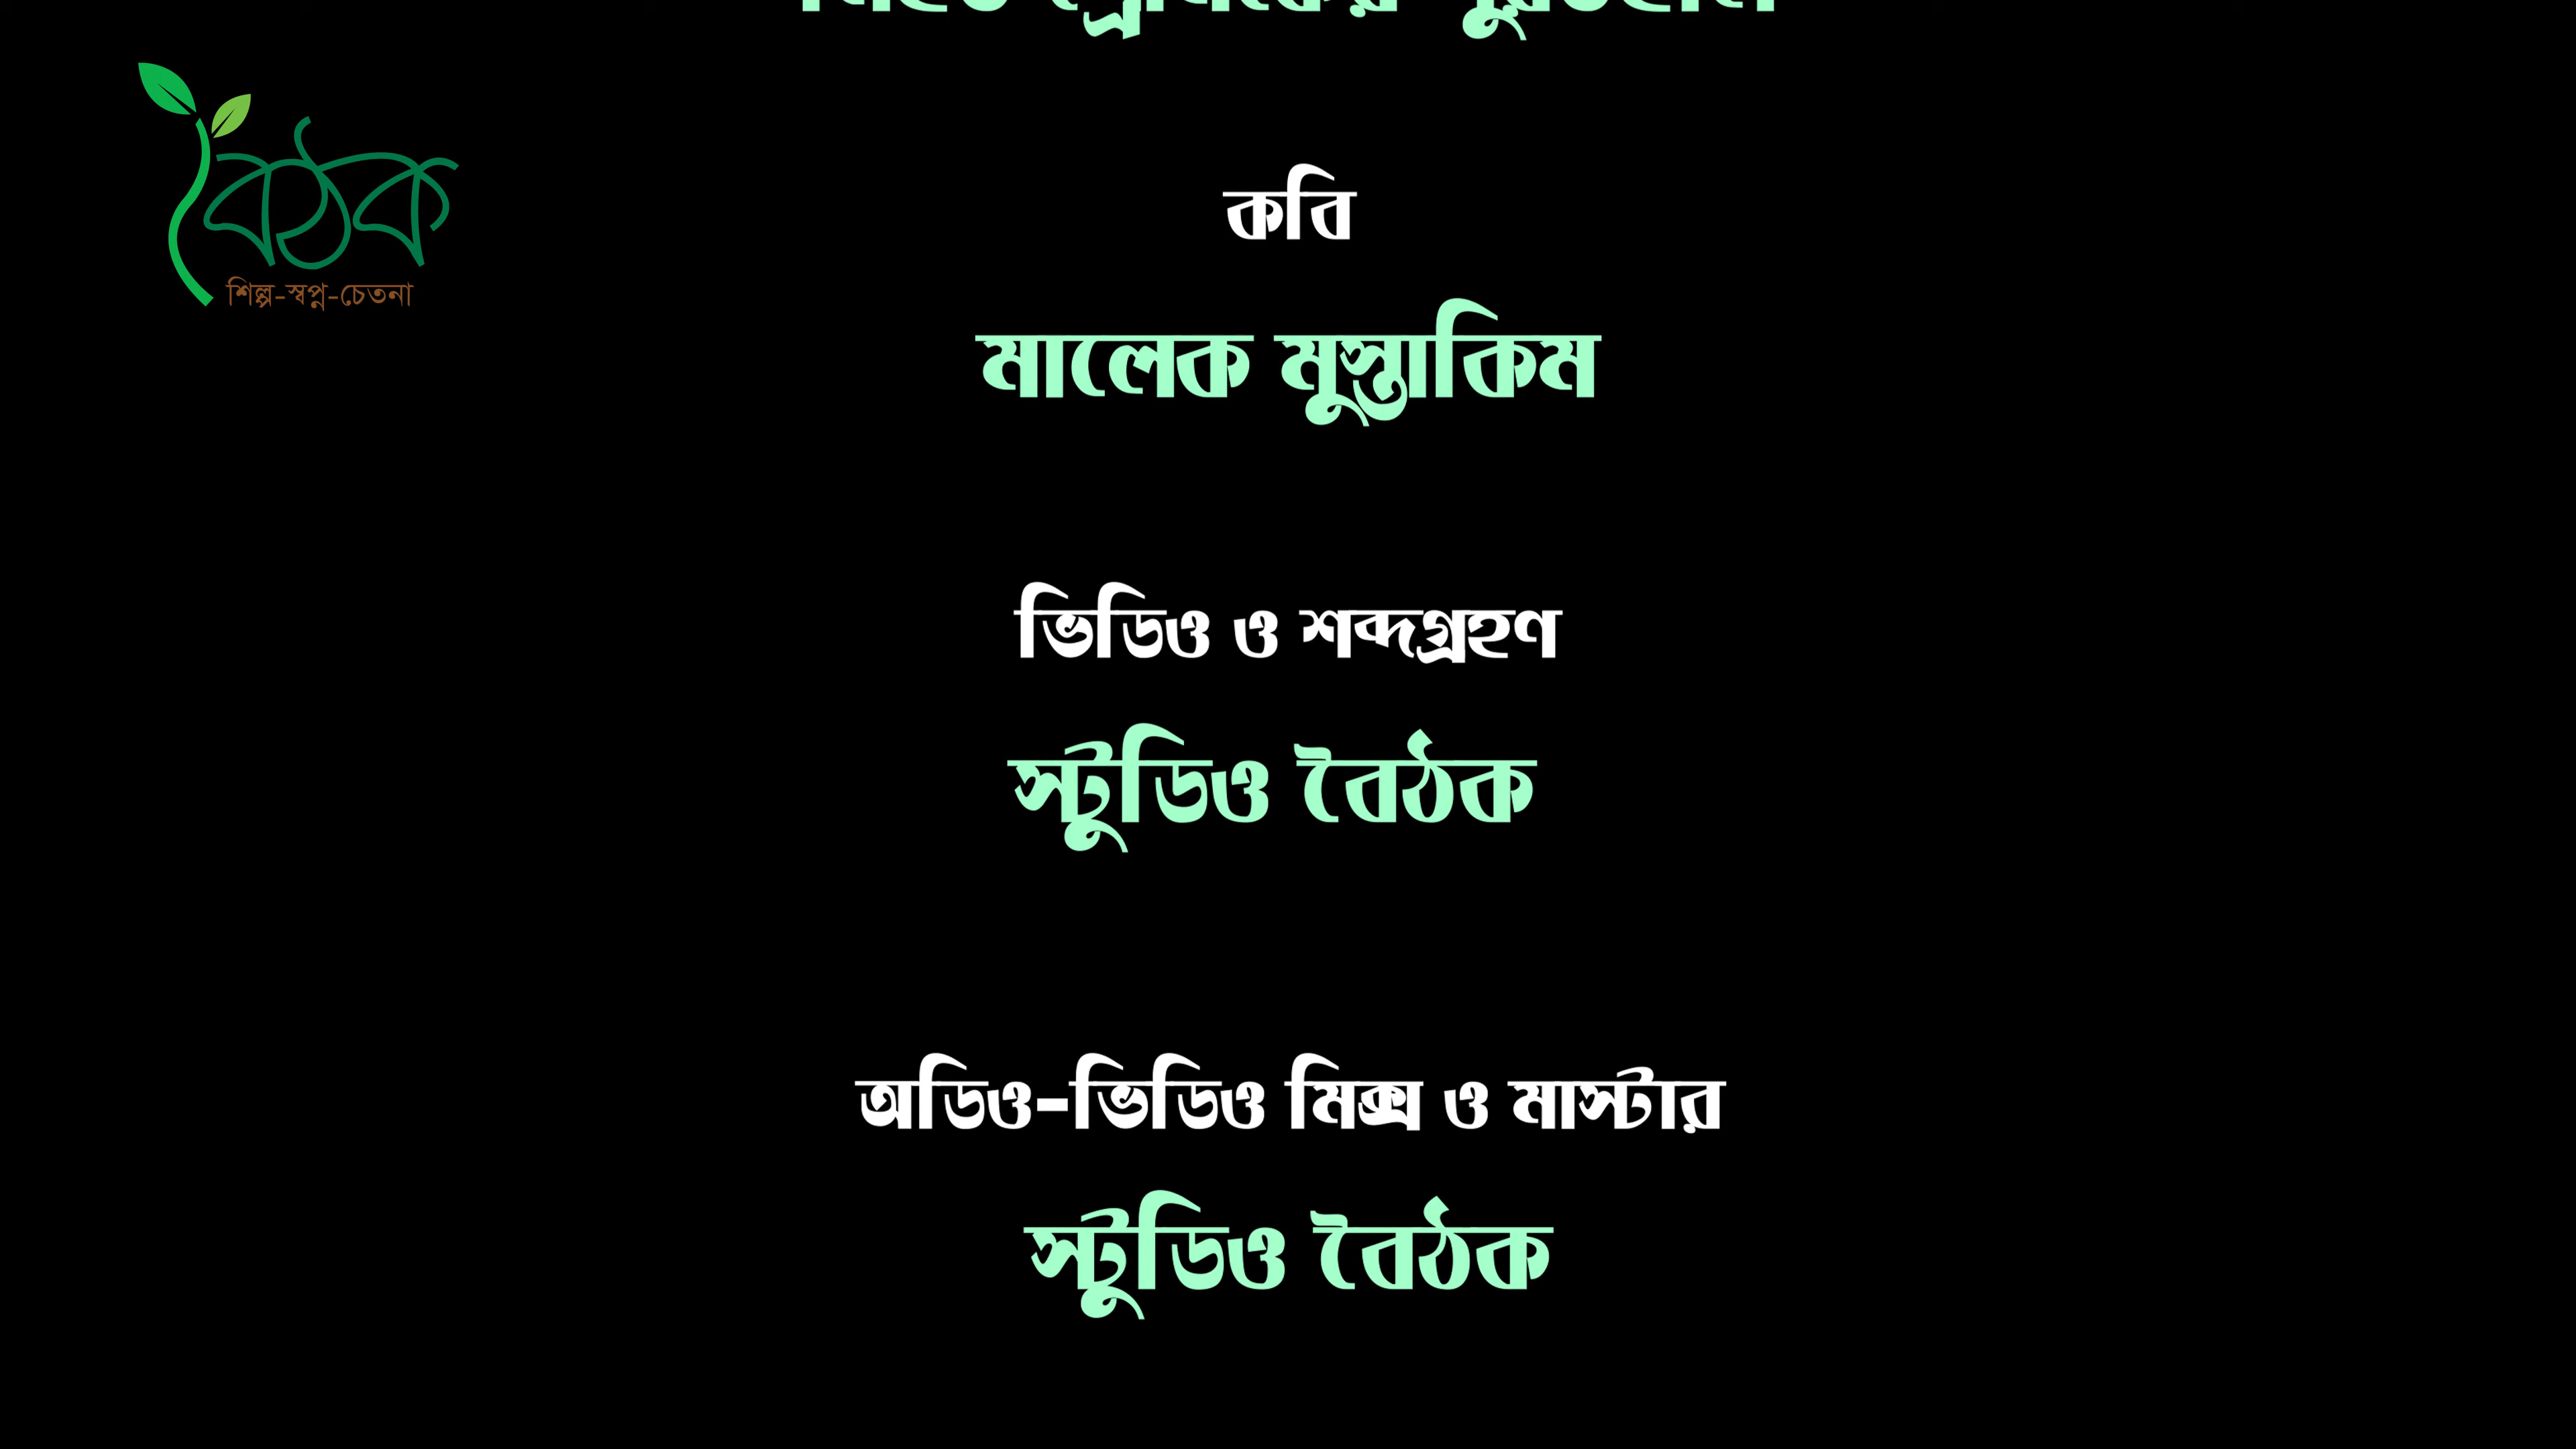 বৈঠক
শিল্প-স্বপ্ন-চেতনা
কবি
মালেক মুস্তাকিম
ভিডিও ও শব্দগ্রহণ
স্টুডিও বৈঠক
অডিও-ভিডিও মিক্স ও মাস্টার
স্টুডিও বৈঠক